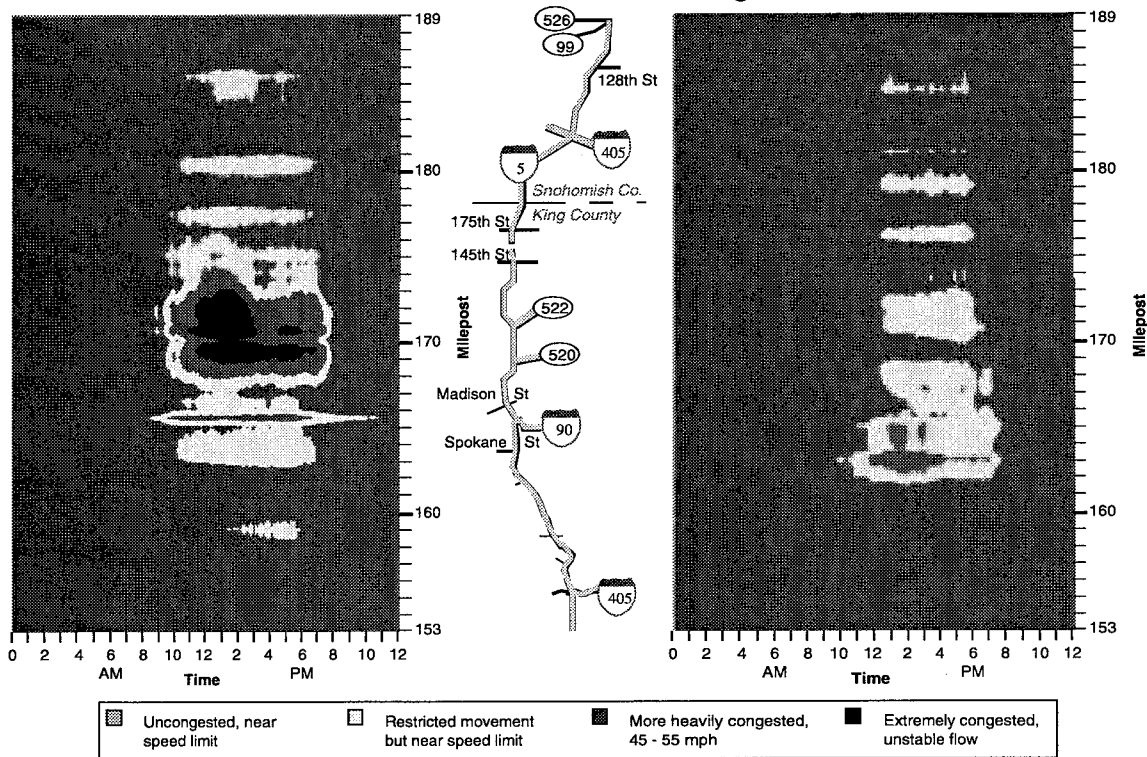 189
180
170
160
153
0 2 4 6 8 10 12 2 4 6 8 10 12
AM
PM
Time
526
99
128th St
405
5
Snohomish Co.
King County
175th St
145th St
Milepost
522
520
Madison St
90
Spokane St
405
189
180
170
160
153
Milepost
0 2 4 6 8 10 12 2 4 6 8 10 12
AM
PM
Time
Uncongested, near
speed limit
Restricted movement
but near speed limit
More heavily congested,
45 - 55 mph
Extremely congested,
unstable flow